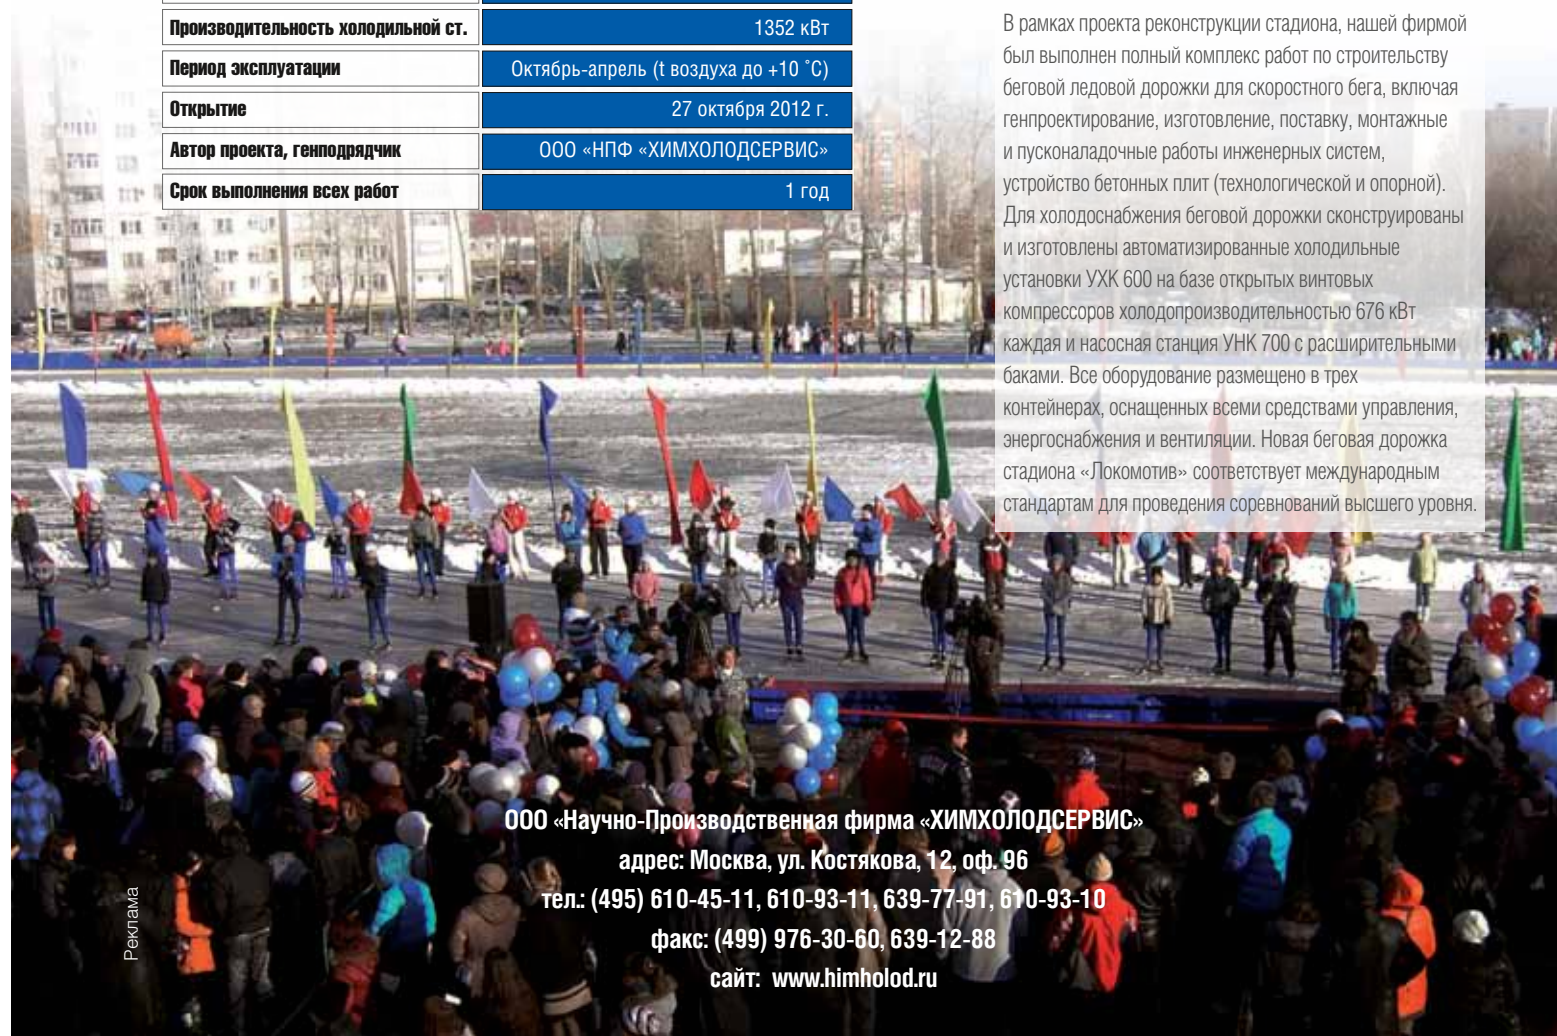 Производительность холодильной ст. 1352 кВт
Период эксплуатации Октябрь-апрель (t воздуха до +10 ˚С)
Открытие 27 октября 2012 г.
Автор проекта, генподрядчик ООО «НПФ «ХИМХОЛОДСЕРВИС»
Срок выполнения всех работ 1 год
В рамках проекта реконструкции стадиона, нашей фирмой
был выполнен полный комплекс работ по строительству
беговой ледовой дорожки для скоростного бега, включая
генпроектирование, изготовление, поставку, монтажные
и пусконаладочные работы инженерных систем,
устройство бетонных плит (технологической и опорной).
Для холодоснабжения беговой дорожки сконструированы
и изготовлены автоматизированные холодильные
установки УХК 600 на базе открытых винтовых
компрессоров холодопроизводительностью 676 кВт
каждая и насосная станция УНК 700 с расширительными
баками. Все оборудование размещено в трех
контейнерах, оснащенных всеми средствами управления,
энергоснабжения и вентиляции. Новая беговая дорожка
стадиона «Локомотив» соответствует международным
стандартам для проведения соревнований высшего уровня.
ООО «Научно-Производственная фирма «ХИМХОЛОДСЕРВИС»
адрес: Москва, ул. Костякова, 12, оф. 96
тел.: (495) 610-45-11, 610-93-11, 639-77-91, 610-93-10
факс: (499) 976-30-60, 639-12-88
сайт: www.himholod.ru
Реклама